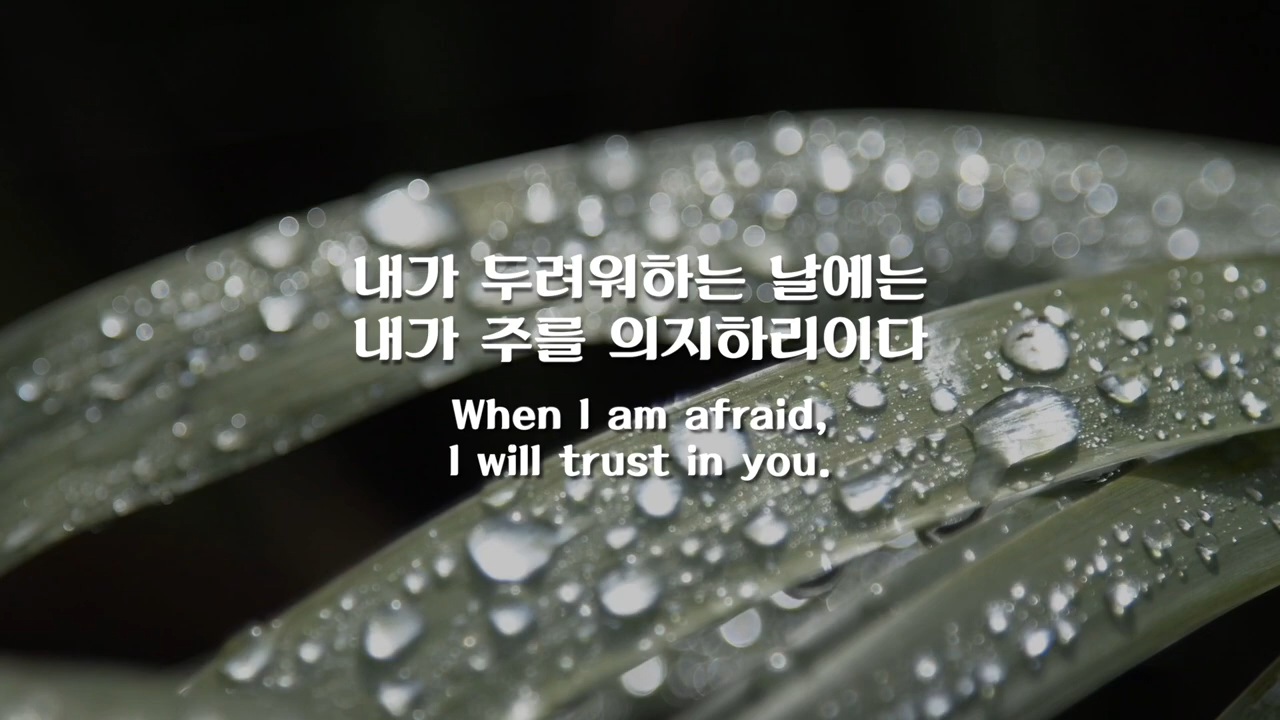 내가 두려워하는 날에는
내가 주를 의지하리이다
When I am afraid,
I will trust in you.